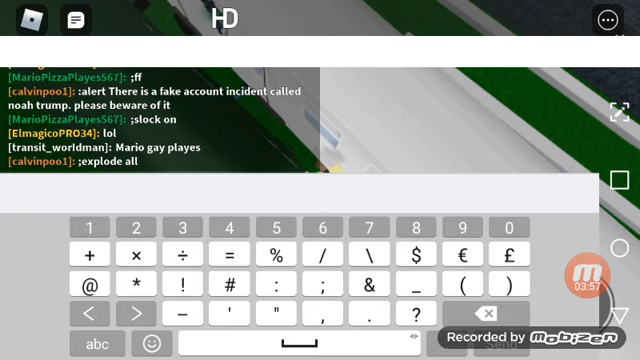 HD
[MarioPizzaPlayes567]: ;ff
[calvinpoo1]: :alert There is a fake account incident called
noah trump. please beware of it
[MarioPizzaPlayes567]: ;slock on
[ElmagicoPRO34]: lol
[transit_worldman]: Mario gay playes
[calvinpoo1]: ;explode all
1 2 3 4 5 6 7 8 9 0
+ × ÷ = % / \ $ € £
@ * ! # : ; & _ ( )
M
03:57
< > – ' " , . ?
abc Send
Recorded by Mobizen